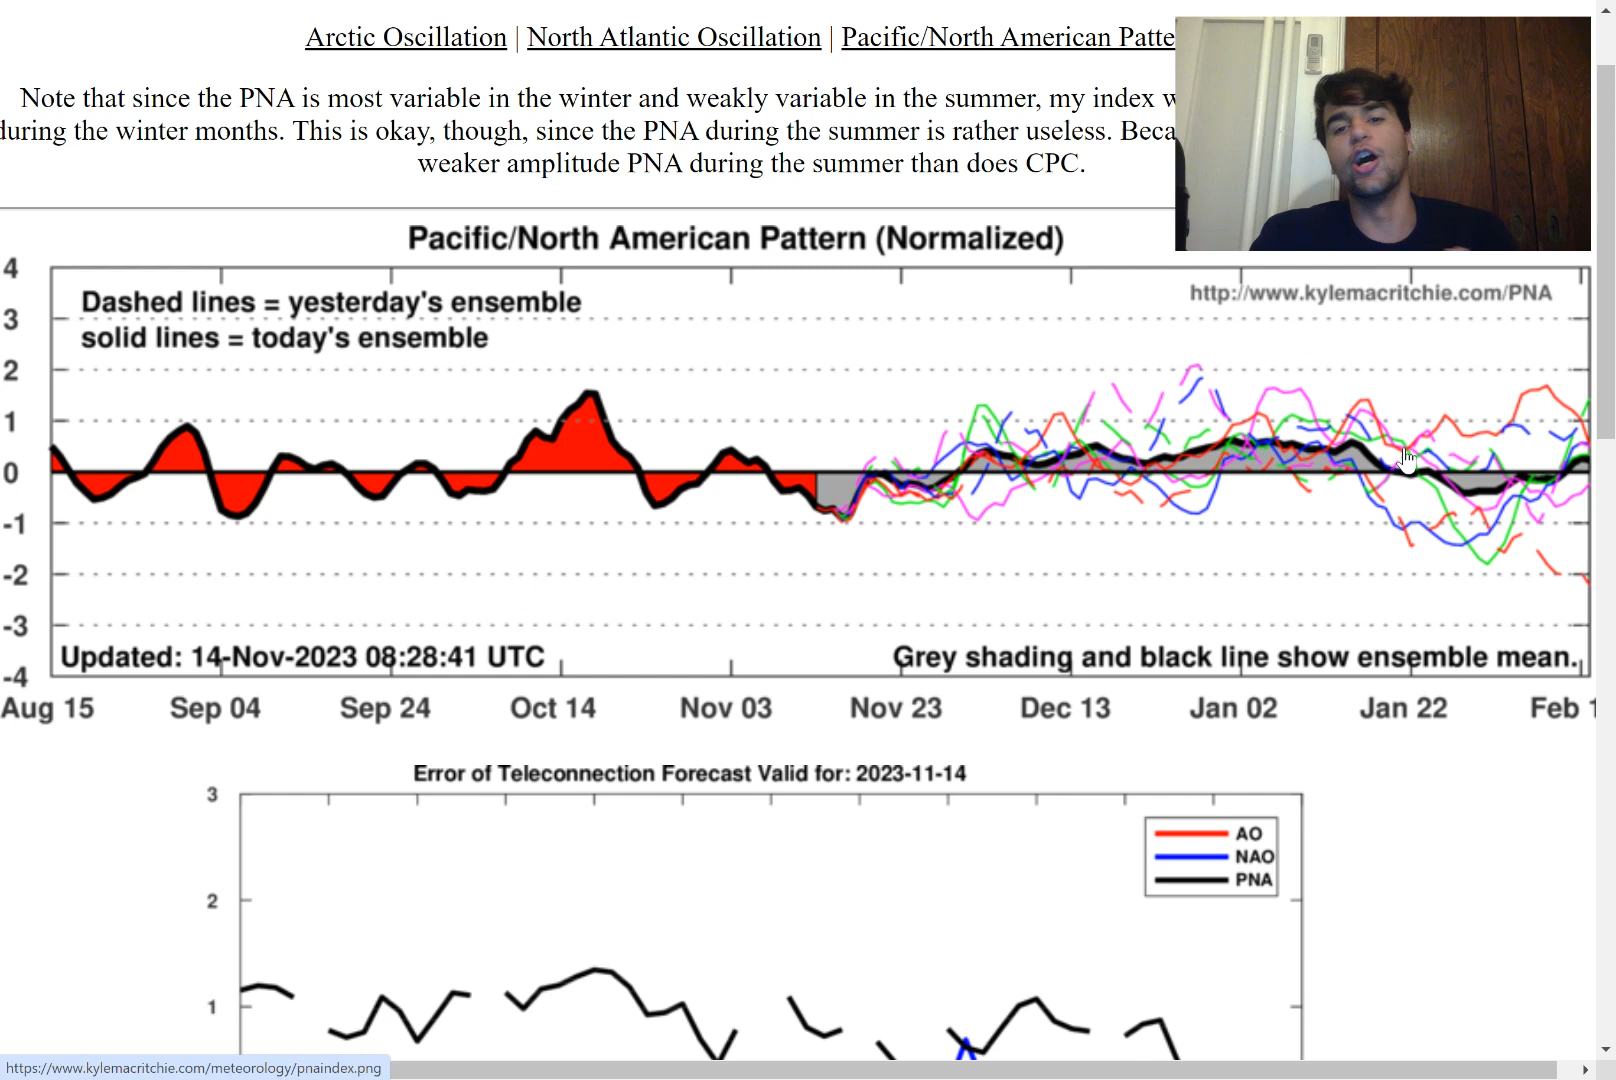 Arctic Oscillation | North Atlantic Oscillation | Pacific/North American Patte
Note that since the PNA is most variable in the winter and weakly variable in the summer, my index w
during the winter months. This is okay, though, since the PNA during the summer is rather useless. Beca
weaker amplitude PNA during the summer than does CPC.
Pacific/North American Pattern (Normalized)
4
Dashed lines = yesterday's ensemble
http://www.kylemacritchie.com/PNA
3
solid lines = today's ensemble
2
1
0
-1
-2
-3
Updated: 14-Nov-2023 08:28:41 UTC
Grey shading and black line show ensemble mean.
-4
Aug 15 Sep 04 Sep 24 Oct 14 Nov 03 Nov 23 Dec 13 Jan 02 Jan 22 Feb 1
Error of Teleconnection Forecast Valid for: 2023-11-14
3
AO
NAO
PNA
2
1
https://www.kylemacritchie.com/meteorology/pnaindex.png